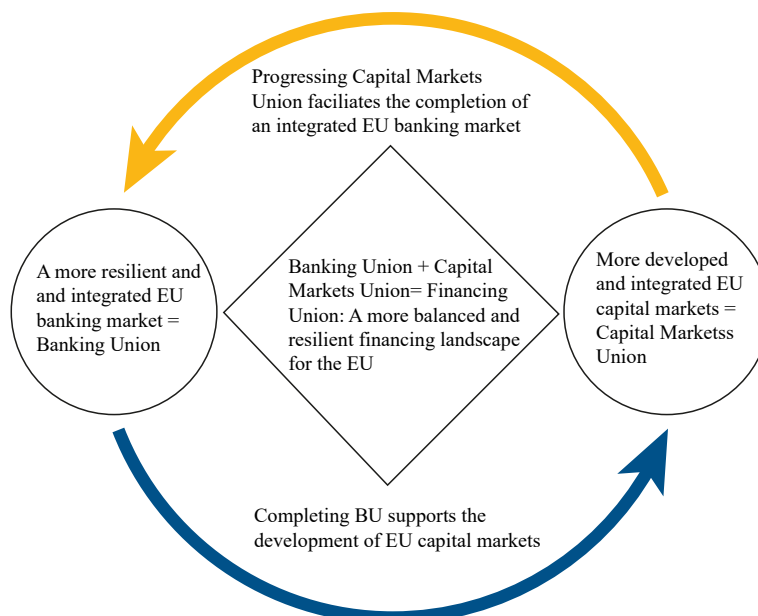 Progressing Capital Markets
Union faciliates the completion of
an integrated EU banking market
A more resilient and
and integrated EU
banking market =
Banking Union
Banking Union + Capital
Markets Union= Financing
Union: A more balanced and
resilient financing landscape
for the EU
More developed
and integrated EU
capital markets =
Capital Marketss
Union
Completing BU supports the
development of EU capital markets